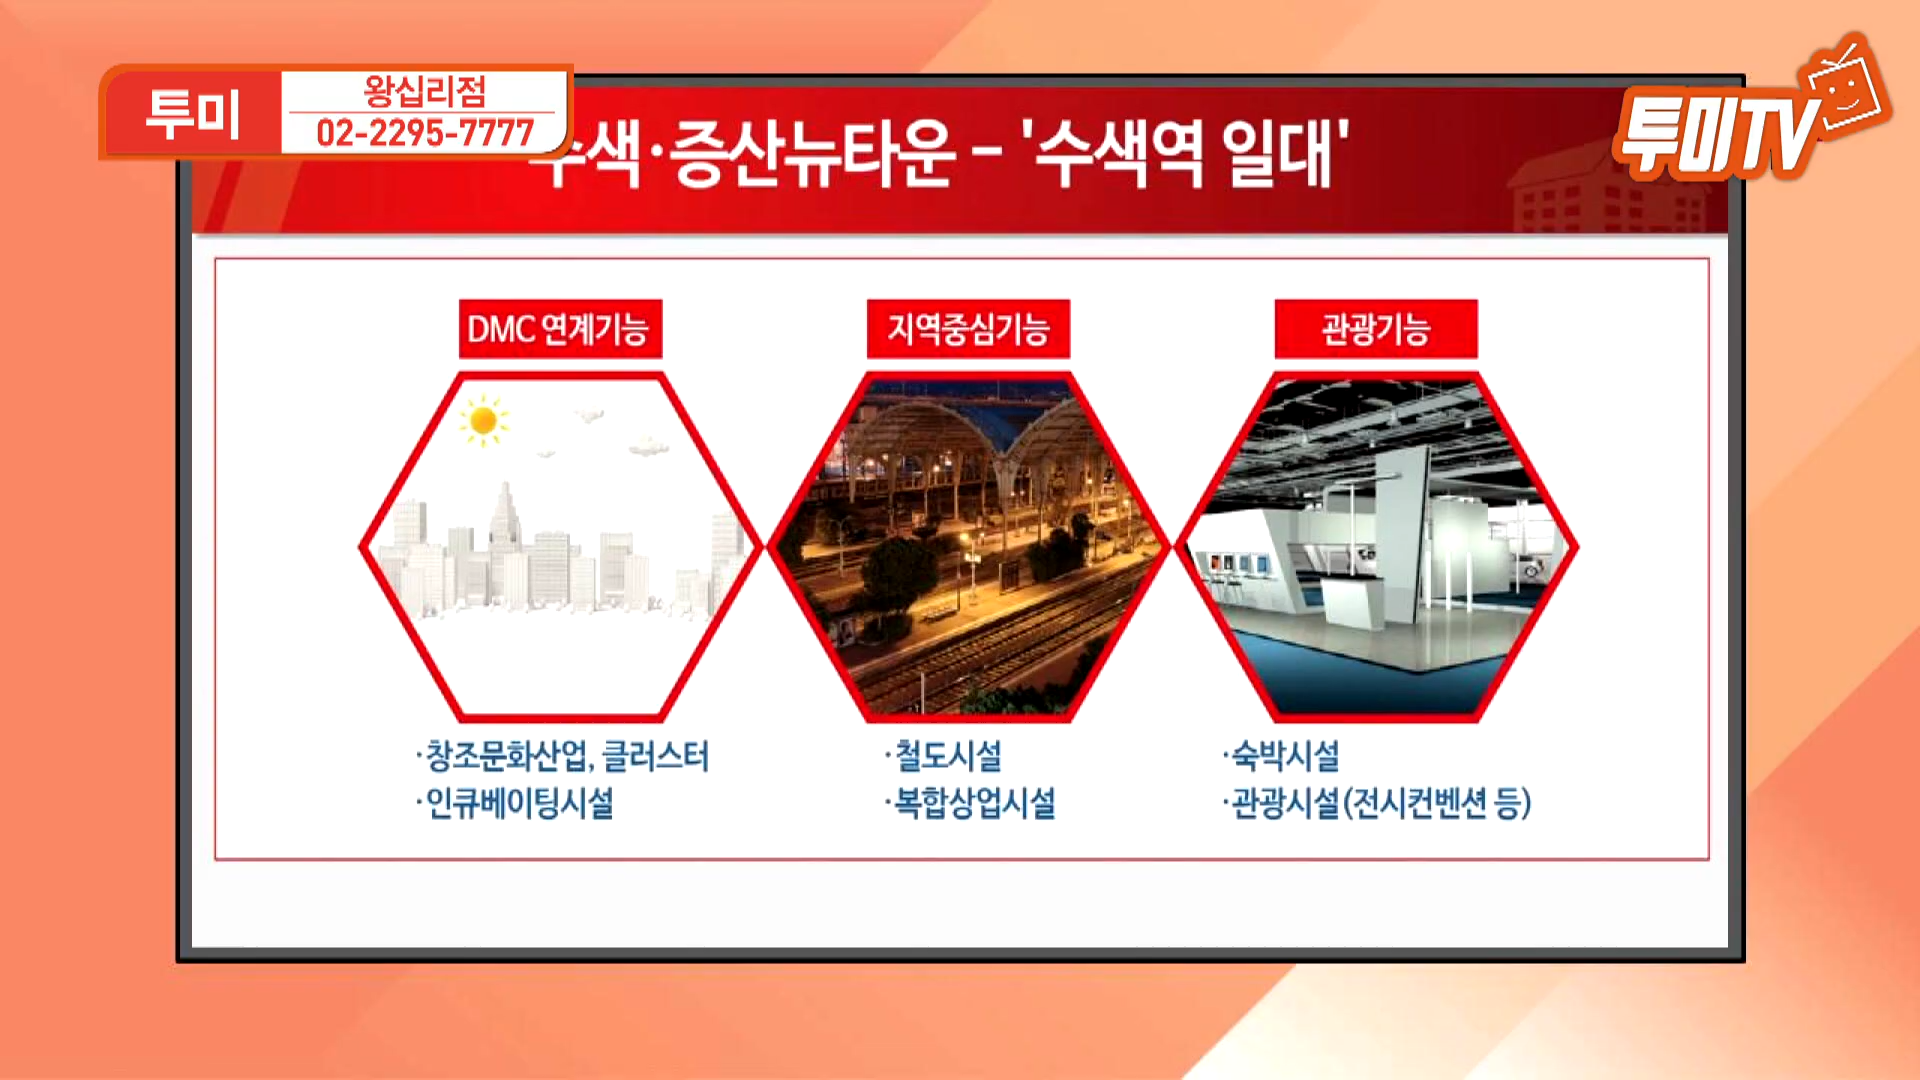 투미
왕십리점
02-2295-7777
투미TV
수색·증산뉴타운 - '수색역 일대'
DMC 연계기능
지역중심기능
관광기능
·창조문화산업, 클러스터
·인큐베이팅시설
·철도시설
·복합상업시설
·숙박시설
·관광시설(전시컨벤션 등)